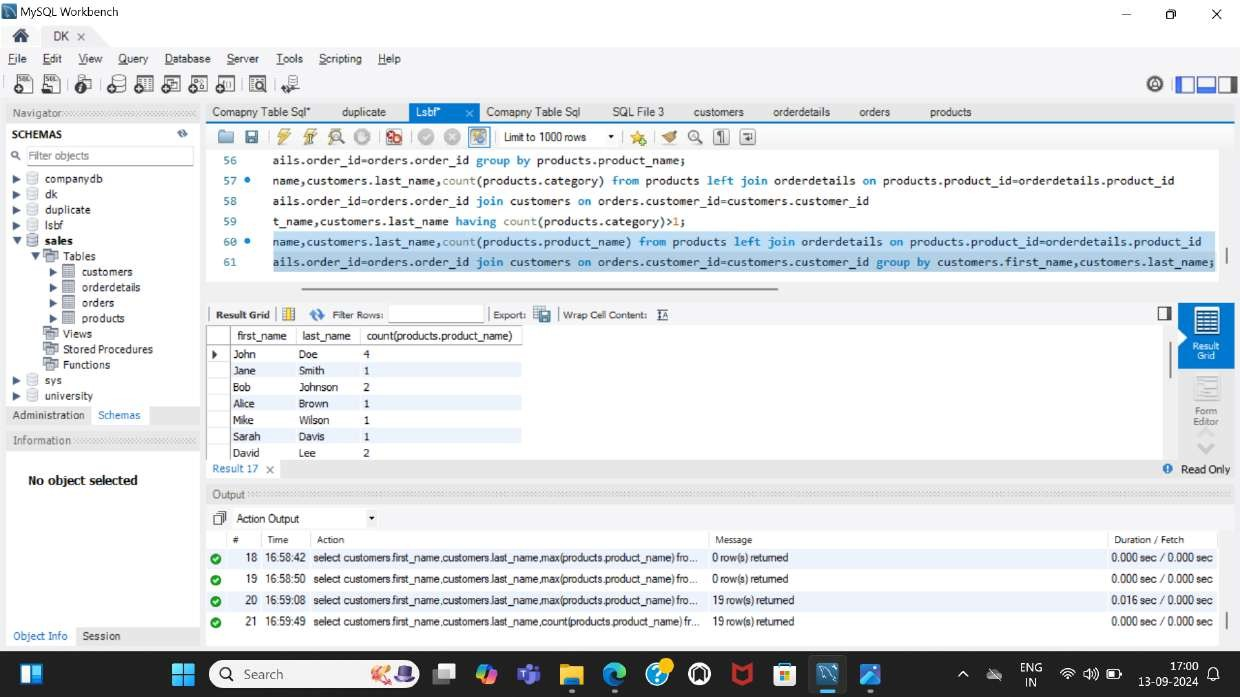 MySQL Workbench
DK
File Edit View Query Database Server Tools Scripting Help
Navigator
SCHEMAS
Filter objects
companydb
dk
duplicate
lsbf
sales
Tables
customers
orderdetails
orders
products
Views
Stored Procedures
Functions
sys
university
Administration Schemas
Information
No object selected
Object Info Session
Comapny Table Sql* duplicate Lsbf* Comapny Table Sql SQL File 3 customers orderdetails orders products
Limit to 1000 rows
56 ails.order_id=orders.order_id group by products.product_name;
57 name,customers.last_name,count(products.category) from products left join orderdetails on products.product_id=orderdetails.product_id
58 ails.order_id=orders.order_id join customers on orders.customer_id=customers.customer_id
59 t_name,customers.last_name having count(products.category)>1;
60 name,customers.last_name,count(products.product_name) from products left join orderdetails on products.product_id=orderdetails.product_id
61 ails.order_id=orders.order_id join customers on orders.customer_id=customers.customer_id group by customers.first_name,customers.last_name;
Result Grid Filter Rows: Export: Wrap Cell Content:
first_name last_name count(products.product_name)
John Doe 4
Jane Smith 1
Bob Johnson 2
Alice Brown 1
Mike Wilson 1
Sarah Davis 1
David Lee 2
Result Grid
Form Editor
Result 17
Read Only
Output
Action Output
# Time Action Message Duration / Fetch
18 16:58:42 select customers.first_name,customers.last_name,max(products.product_name) fro... 0 row(s) returned 0.000 sec / 0.000 sec
19 16:58:50 select customers.first_name,customers.last_name,max(products.product_name) fro... 0 row(s) returned 0.000 sec / 0.000 sec
20 16:59:08 select customers.first_name,customers.last_name,max(products.product_name) fro... 19 row(s) returned 0.016 sec / 0.000 sec
21 16:59:49 select customers.first_name,customers.last_name,count(products.product_name) fr... 19 row(s) returned 0.000 sec / 0.000 sec
Search
ENG
IN
17:00
13-09-2024